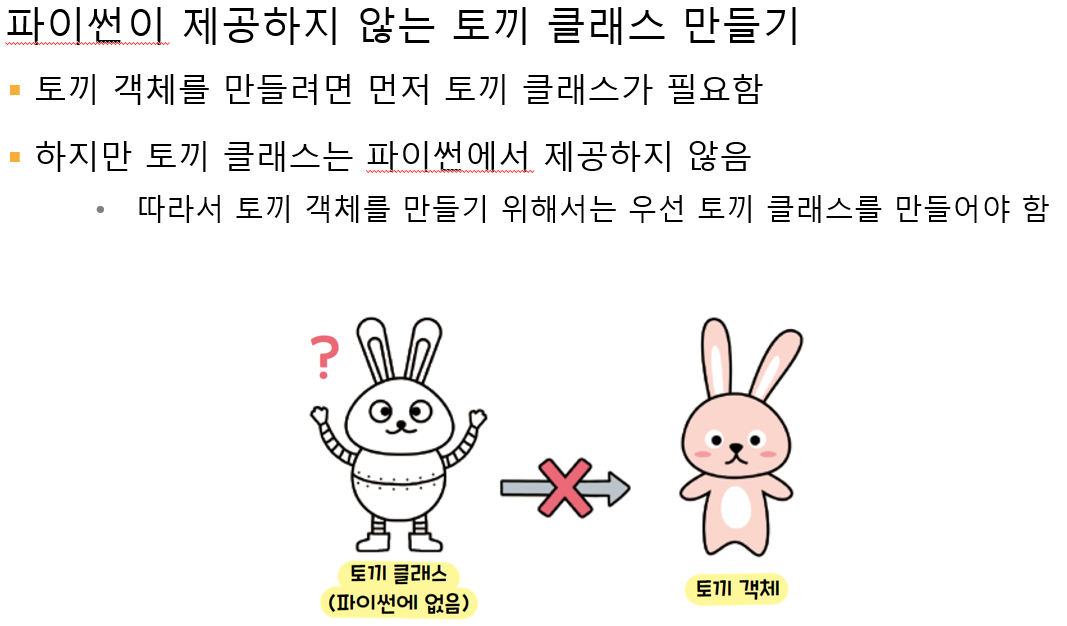 파이썬이 제공하지 않는 토끼 클래스 만들기
토끼 객체를 만들려면 먼저 토끼 클래스가 필요함
하지만 토끼 클래스는 파이썬에서 제공하지 않음
따라서 토끼 객체를 만들기 위해서는 우선 토끼 클래스를 만들어야 함
?
토끼 클래스
(파이썬에 없음)
토끼 객체